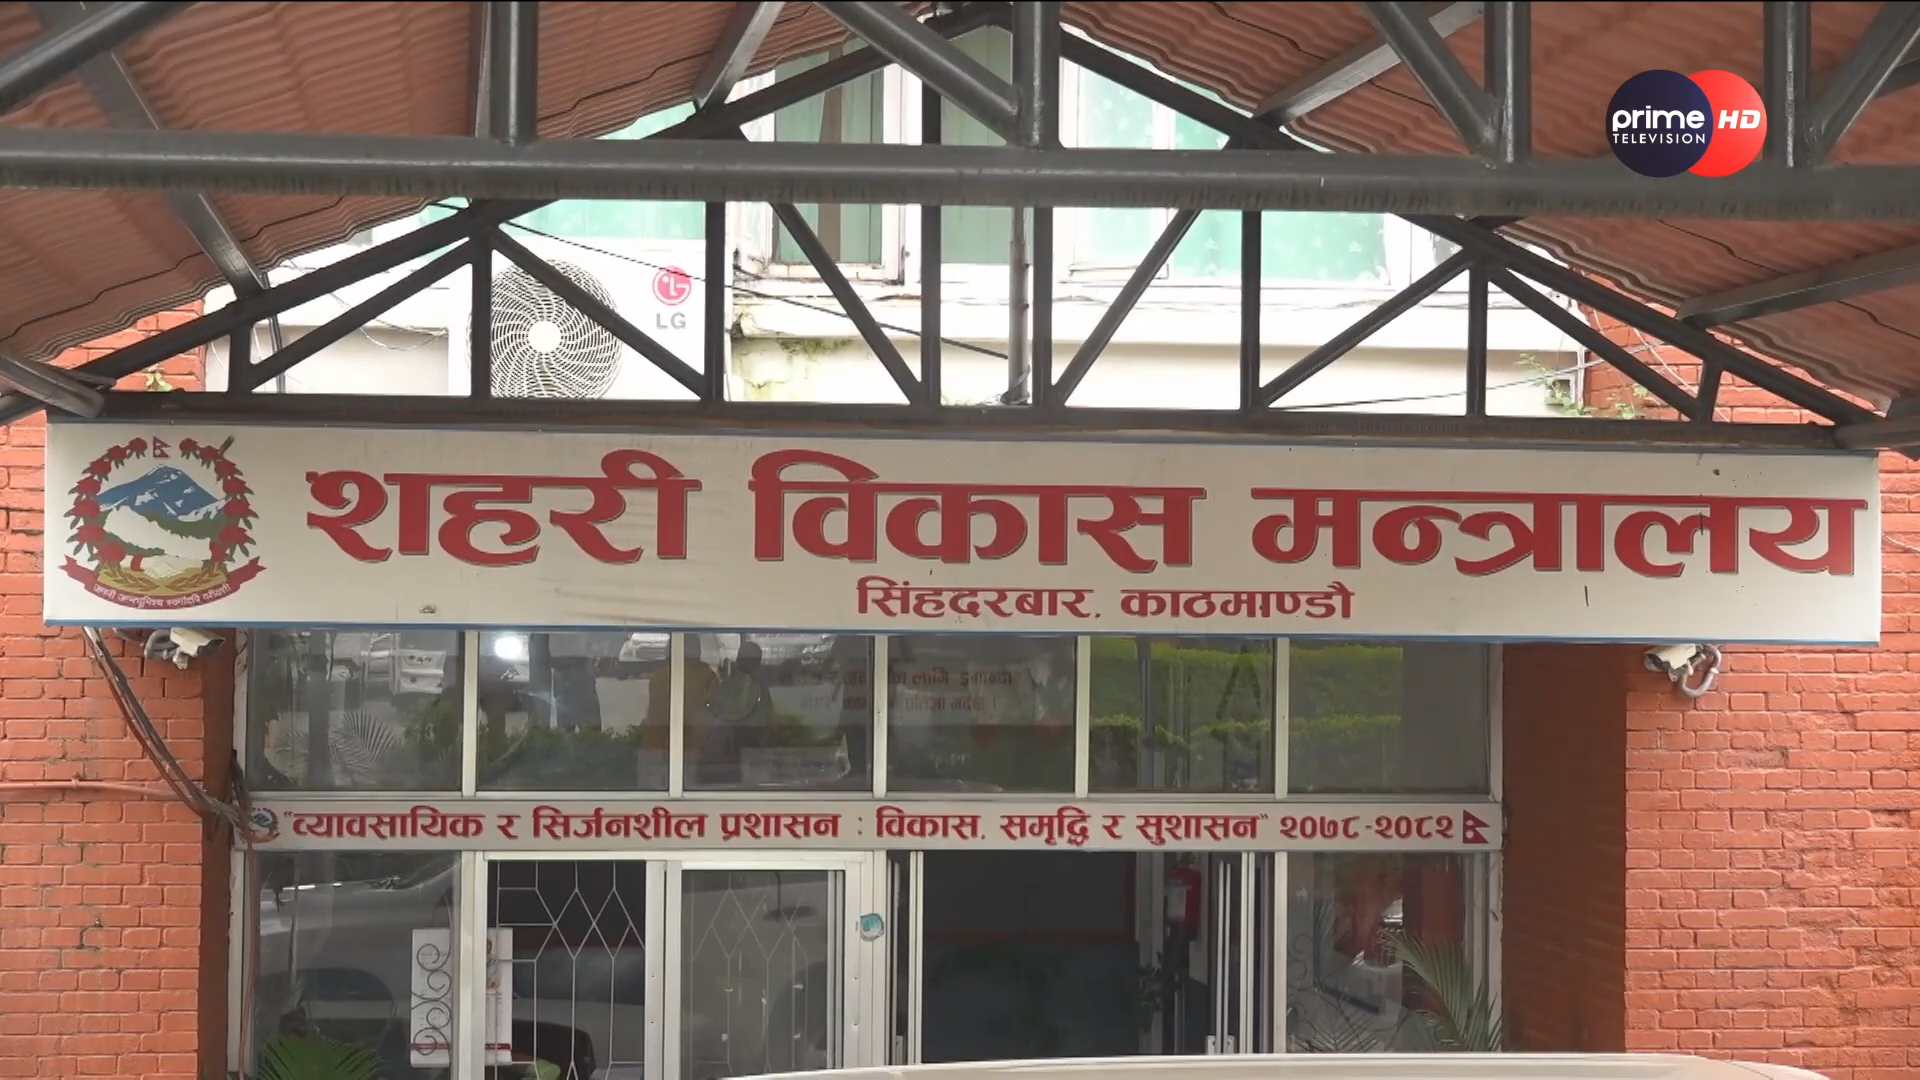 prime HD
TELEVISION
LG
शहरी विकास मन्त्रालय
सिंहदरबार, काठमाण्डौ
"व्यावसायिक र सिर्जनशील प्रशासन : विकास, समृद्धि र सुशासन" २०७८-२०८२